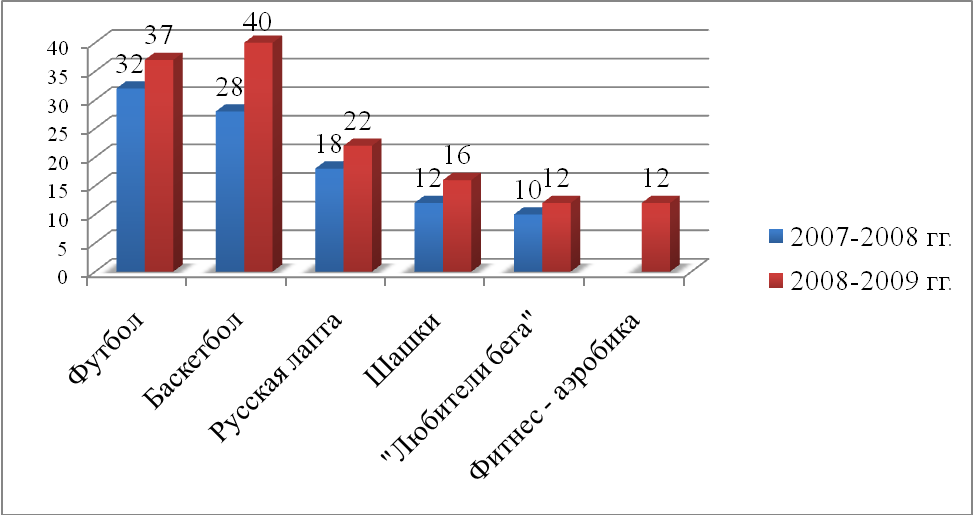 40
35
30
25
20
15
10
5
0
32
37
28
40
18
22
12
16
10
12
12
Футбол
Баскетбол
Русская лапта
Шашки
"Любители бега"
Фитнес - аэробика
2007-2008 гг.
2008-2009 гг.